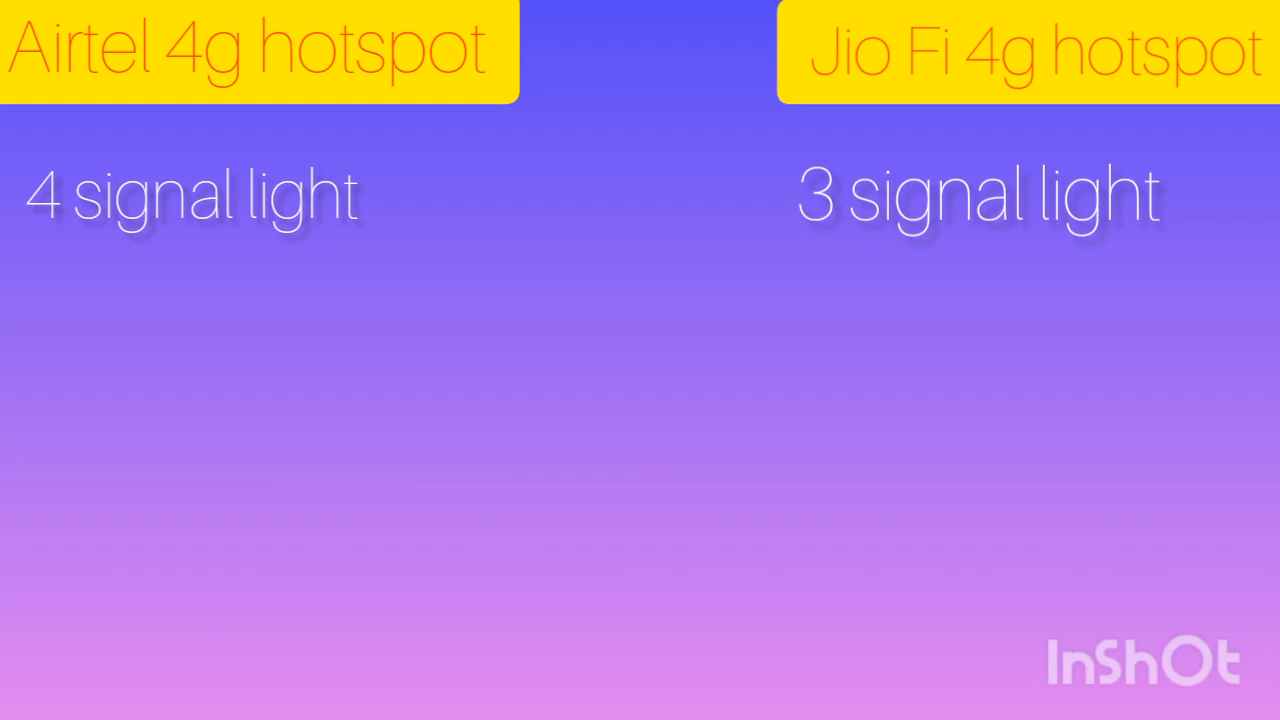 Airtel 4g hotspot
Jio Fi 4g hotspot
4 signal light
3 signal light
InShOt